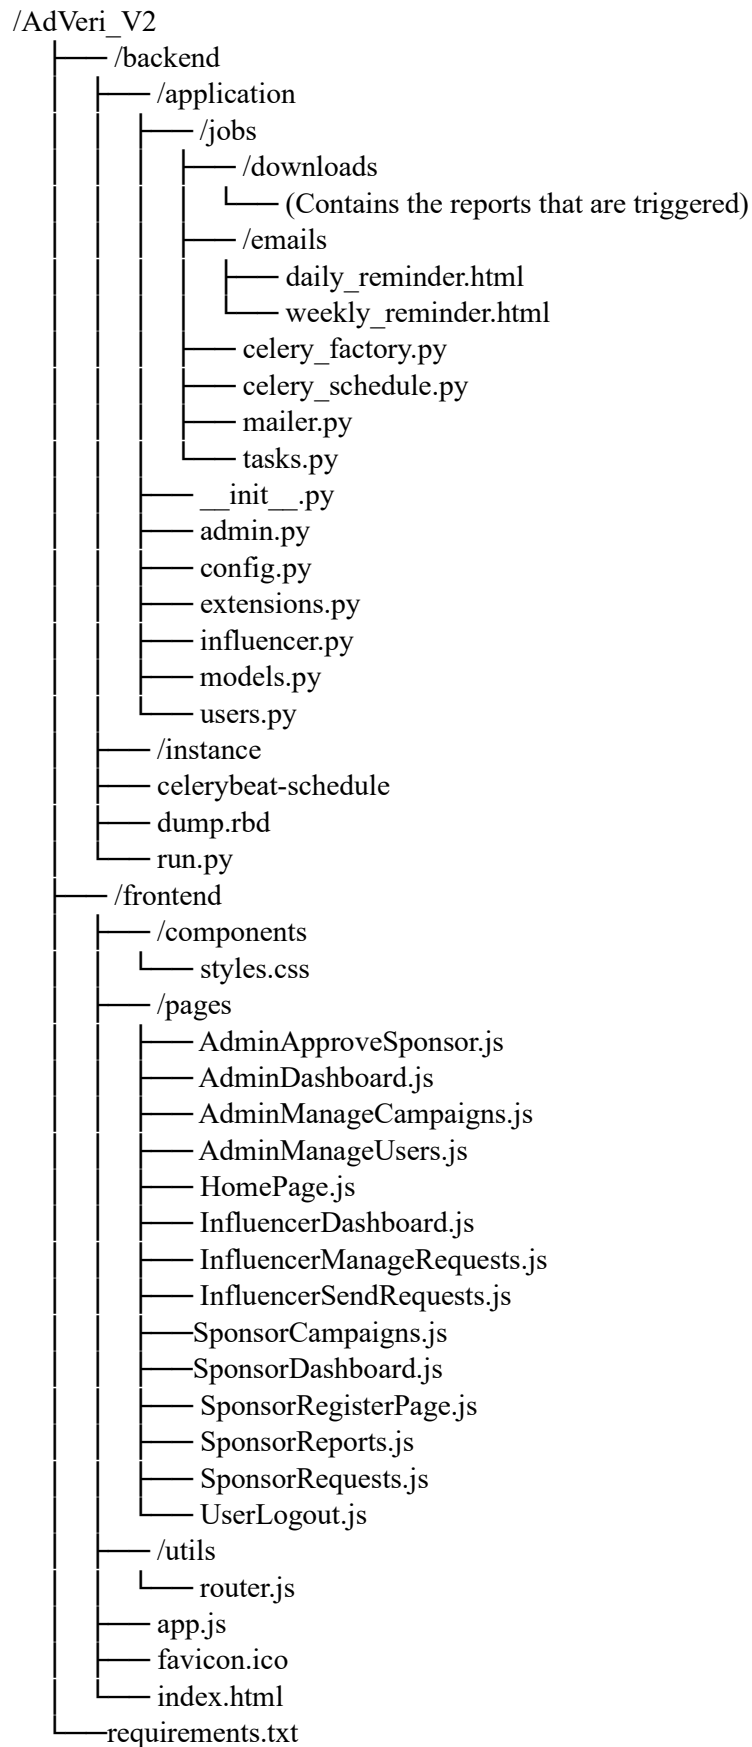 /AdVeri_V2
/backend
/application
/jobs
/downloads
(Contains the reports that are triggered)
/emails
daily_reminder.html
weekly_reminder.html
celery_factory.py
celery_schedule.py
mailer.py
tasks.py
__init__.py
admin.py
config.py
extensions.py
influencer.py
models.py
users.py
/instance
celerybeat-schedule
dump.rbd
run.py
/frontend
/components
styles.css
/pages
AdminApproveSponsor.js
AdminDashboard.js
AdminManageCampaigns.js
AdminManageUsers.js
HomePage.js
InfluencerDashboard.js
InfluencerManageRequests.js
InfluencerSendRequests.js
SponsorCampaigns.js
SponsorDashboard.js
SponsorRegisterPage.js
SponsorReports.js
SponsorRequests.js
UserLogout.js
/utils
router.js
app.js
favicon.ico
index.html
requirements.txt